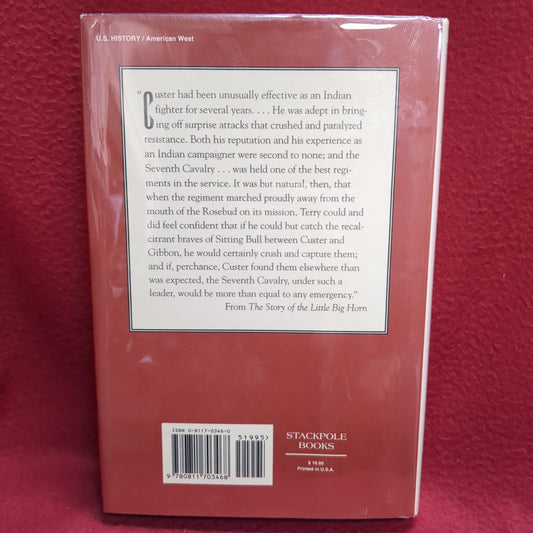 U.S. HISTORY / American West
“Custer had been unusually effective as an Indian
fighter for several years. . . . He was adept in bring-
ing off surprise attacks that crushed and paralyzed
resistance. Both his reputation and his experience as
an Indian campaigner were second to none; and the
Seventh Cavalry . . . was held one of the best regi-
ments in the service. It was but natural, then, that
when the regiment marched proudly away from the
mouth of the Rosebud on its mission, Terry could and
did feel confident that if he could but catch the recal-
citrant braves of Sitting Bull between Custer and
Gibbon, he would certainly crush and capture them;
and if, perchance, Custer found them elsewhere than
was expected, the Seventh Cavalry, under such a
leader, would be more than equal to any emergency.”
From The Story of the Little Big Horn
ISBN 0-8117-0346-0
51995>
9 780811 703468
STACKPOLE
BOOKS
$ 19.95
Printed in U.S.A.